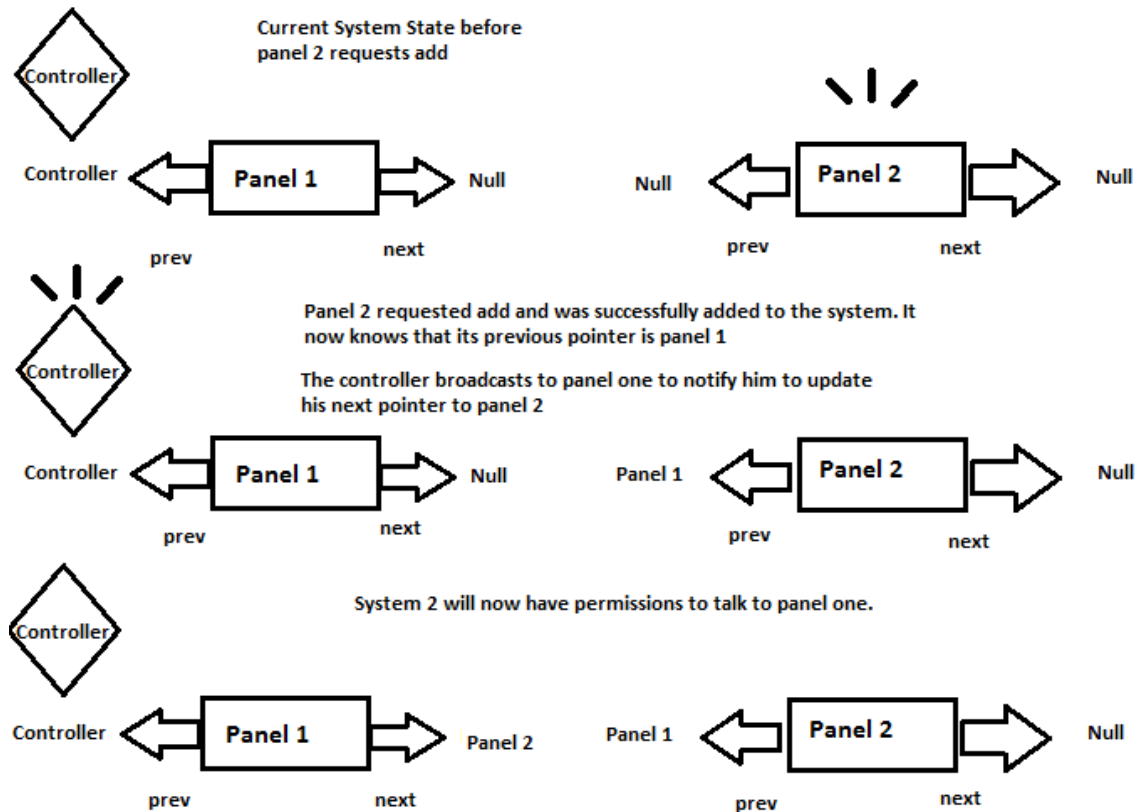 Current System State before
panel 2 requests add
Controller
Controller
Panel 1
Null
Null
Panel 2
Null
prev
next
prev
next
Panel 2 requested add and was successfully added to the system. It
now knows that its previous pointer is panel 1
Controller
The controller broadcasts to panel one to notify him to update
his next pointer to panel 2
Controller
Panel 1
Null
Panel 1
Panel 2
Null
prev
next
prev
next
System 2 will now have permissions to talk to panel one.
Controller
Controller
Panel 1
Panel 2
Panel 1
Panel 2
Null
prev
next
prev
next